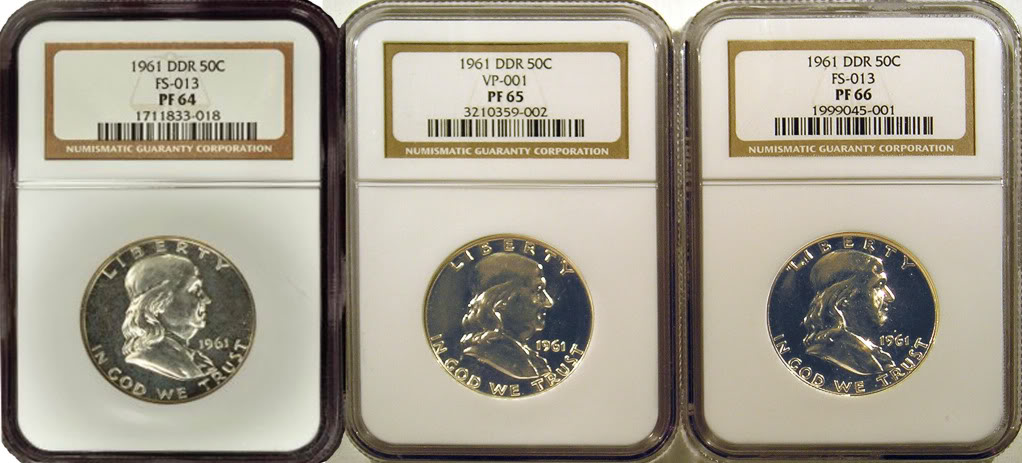 1961 DDR 50C
FS-013
PF 64
1711833-018
NUMISMATIC GUARANTY CORPORATION
LIBERTY
1961
IN GOD WE TRUST
1961 DDR 50C
VP-001
PF 65
3210359-002
NUMISMATIC GUARANTY CORPORATION
LIBERTY
1961
IN GOD WE TRUST
1961 DDR 50C
FS-013
PF 66
1999045-001
NUMISMATIC GUARANTY CORPORATION
LIBERTY
1961
IN GOD WE TRUST